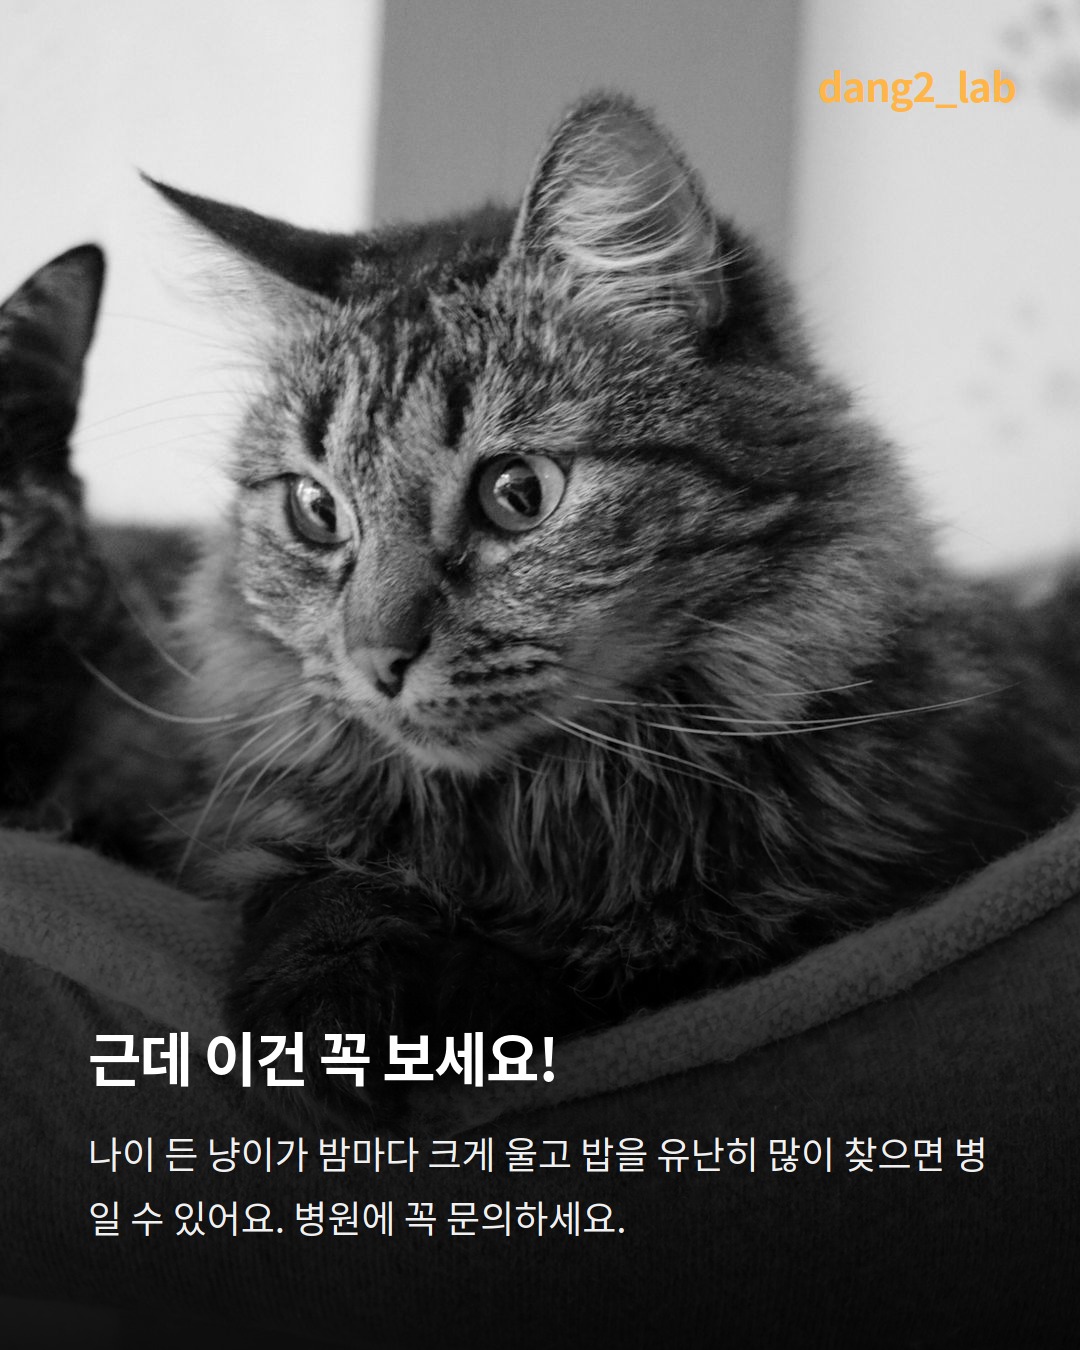 dang2_lab
근데 이건 꼭 보세요!
나이 든 냥이가 밤마다 크게 울고 밥을 유난히 많이 찾으면 병
일 수 있어요. 병원에 꼭 문의하세요.